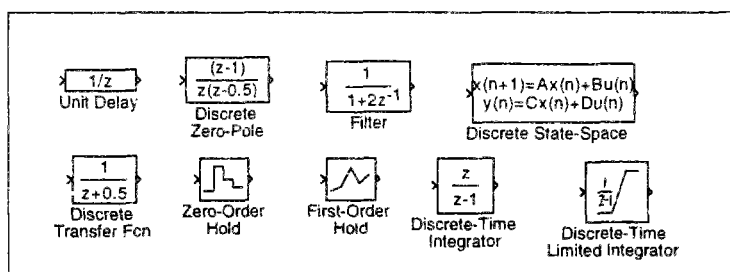 1/z
Unit Delay
(z-1)
z(z-0.5)
Discrete
Zero-Pole
1
1+2z⁻¹
Filter
x(n+1)=Ax(n)+Bu(n)
y(n)=Cx(n)+Du(n)
Discrete State-Space
1
z+0.5
Discrete
Transfer Fcn
Zero-Order
Hold
First-Order
Hold
z
z-1
Discrete-Time
Integrator
1
z-1
Discrete-Time
Limited Integrator